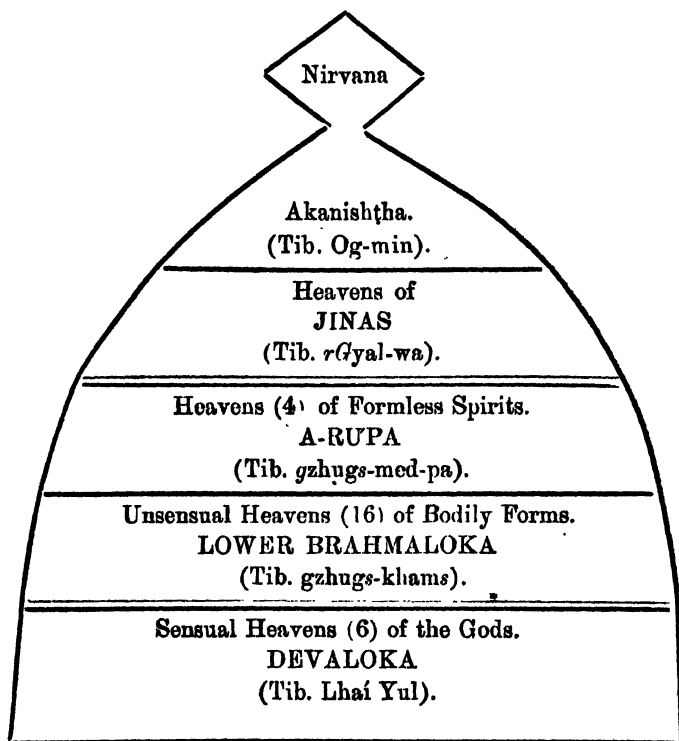 Nirvana
Akanishṭha.
(Tib. Og-min).
Heavens of
JINAS
(Tib. rGyal-wa).
Heavens (4) of Formless Spirits.
A-RŪPA
(Tib. gzhugs-med-pa).
Unsensual Heavens (16) of Bodily Forms.
LOWER BRAHMALOKA
(Tib. gzhugs-khams).
Sensual Heavens (6) of the Gods.
DEVALOKA
(Tib. Lhaí Yul).